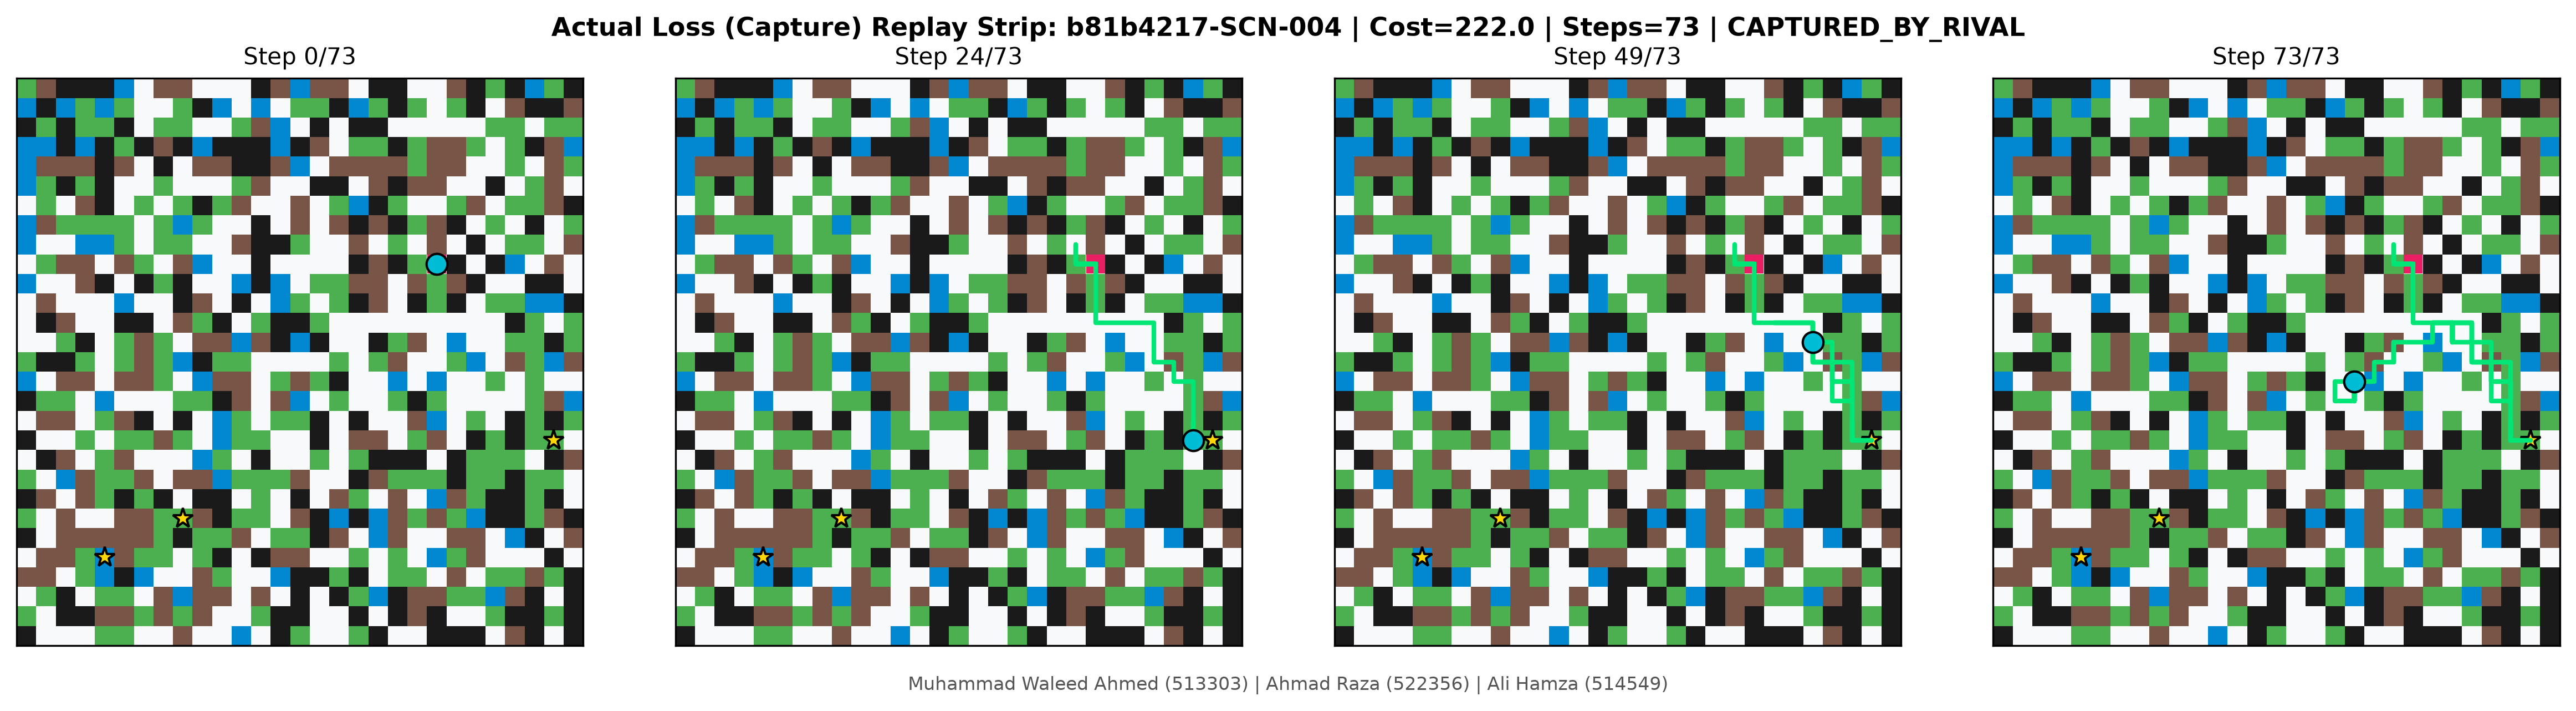 Actual Loss (Capture) Replay Strip: b81b4217-SCN-004 | Cost=222.0 | Steps=73 | CAPTURED_BY_RIVAL
Step 0/73
Step 24/73
Step 49/73
Step 73/73
Muhammad Waleed Ahmed (513303) | Ahmad Raza (522356) | Ali Hamza (514549)